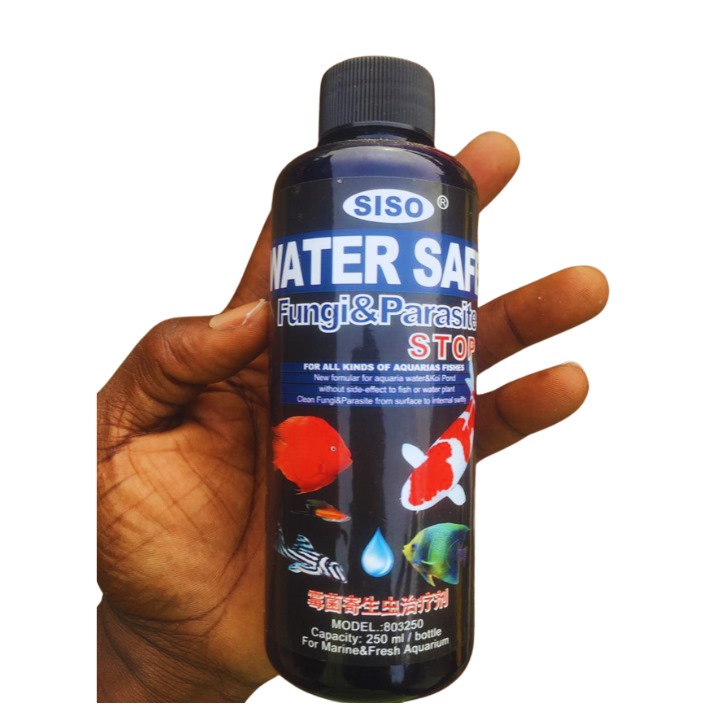 SISO ®
WATER SAFE
Fungi&Parasite
STOP
FOR ALL KINDS OF AQUARIAS FISHES
New formular for aquaria water&Koi Pond
without side-effect to fish or water plant
Clean Fungi&Parasite from surface to internal swiftly
霉菌寄生虫治疗剂
MODEL.:803250
Capacity: 250 ml / bottle
For Marine&Fresh Aquarium